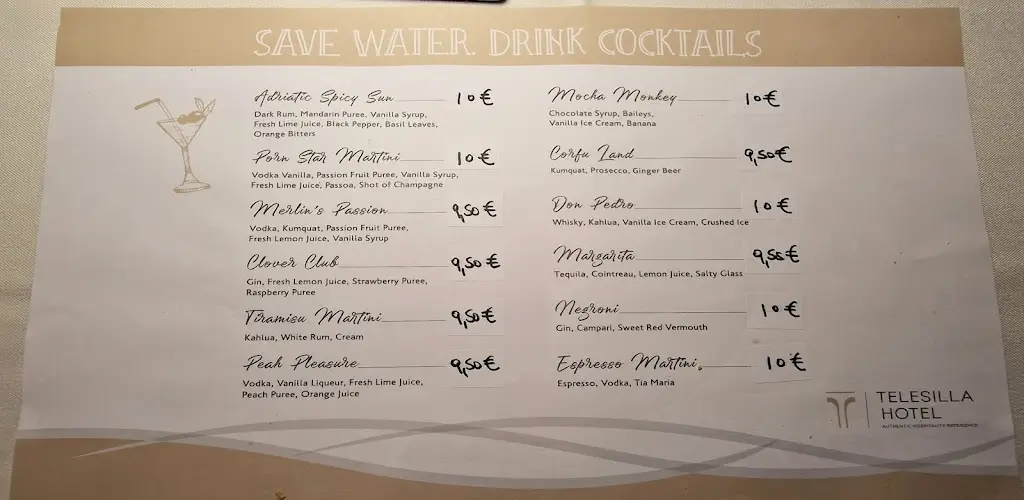 SAVE WATER DRINK COCKTAILS
Adriatic Spicy Sun 10€
Dark Rum, Mandarin Puree, Vanilla Syrup,
Fresh Lime Juice, Black Pepper, Basil Leaves,
Orange Bitters
Porn Star Martini 10€
Vodka Vanilla, Passion Fruit Puree, Vanilla Syrup,
Fresh Lime Juice, Passoa, Shot of Champagne
Merlin's Passion 9,50€
Vodka, Kumquat, Passion Fruit Puree,
Fresh Lemon Juice, Vanilla Syrup
Clover Club 9,50€
Gin, Fresh Lemon Juice, Strawberry Puree,
Raspberry Puree
Tiramisu Martini 9,50€
Kahlua, White Rum, Cream
Peah Pleasure 9,50€
Vodka, Vanilla Liqueur, Fresh Lime Juice,
Peach Puree, Orange Juice
Mocha Monkey 10€
Chocolate Syrup, Baileys,
Vanilla Ice Cream, Banana
Corfu Land 9,50€
Kumquat, Prosecco, Ginger Beer
Don Pedro 10€
Whisky, Kahlua, Vanilla Ice Cream, Crushed Ice
Margarita 9,50€
Tequila, Cointreau, Lemon Juice, Salty Glass
Negroni 10€
Gin, Campari, Sweet Red Vermouth
Espresso Martini. 10€
Espresso, Vodka, Tia Maria
TELESILLA
HOTEL
AUTHENTIC HOSPITALITY EXPERIENCE